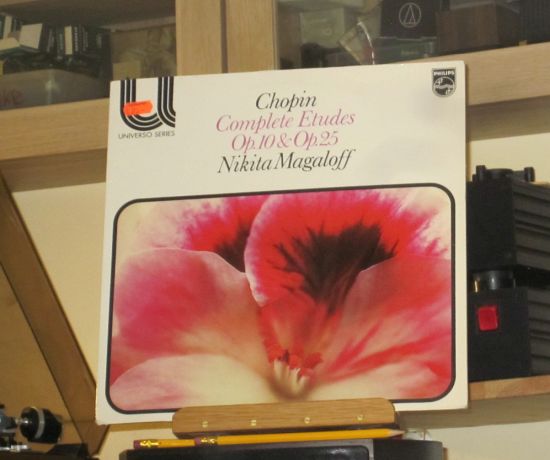 PHILIPS
UNIVERSO SERIES
Chopin
Complete Etudes
Op.10 & Op.25
Nikita Magaloff